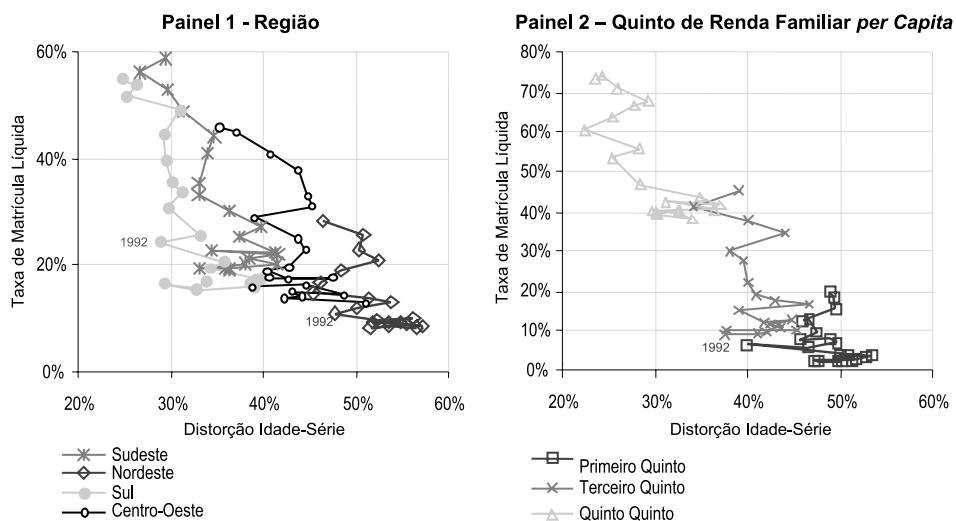 Painel 1 - Região
Taxa de Matrícula Líquida
60%
40%
20%
0%
1992
1992
20% 30% 40% 50% 60%
Distorção Idade-Série
Sudeste
Nordeste
Sul
Centro-Oeste
Painel 2 – Quinto de Renda Familiar per Capita
Taxa de Matrícula Líquida
80%
70%
60%
50%
40%
30%
20%
10%
0%
1992
20% 30% 40% 50% 60%
Distorção Idade-Série
Primeiro Quinto
Terceiro Quinto
Quinto Quinto